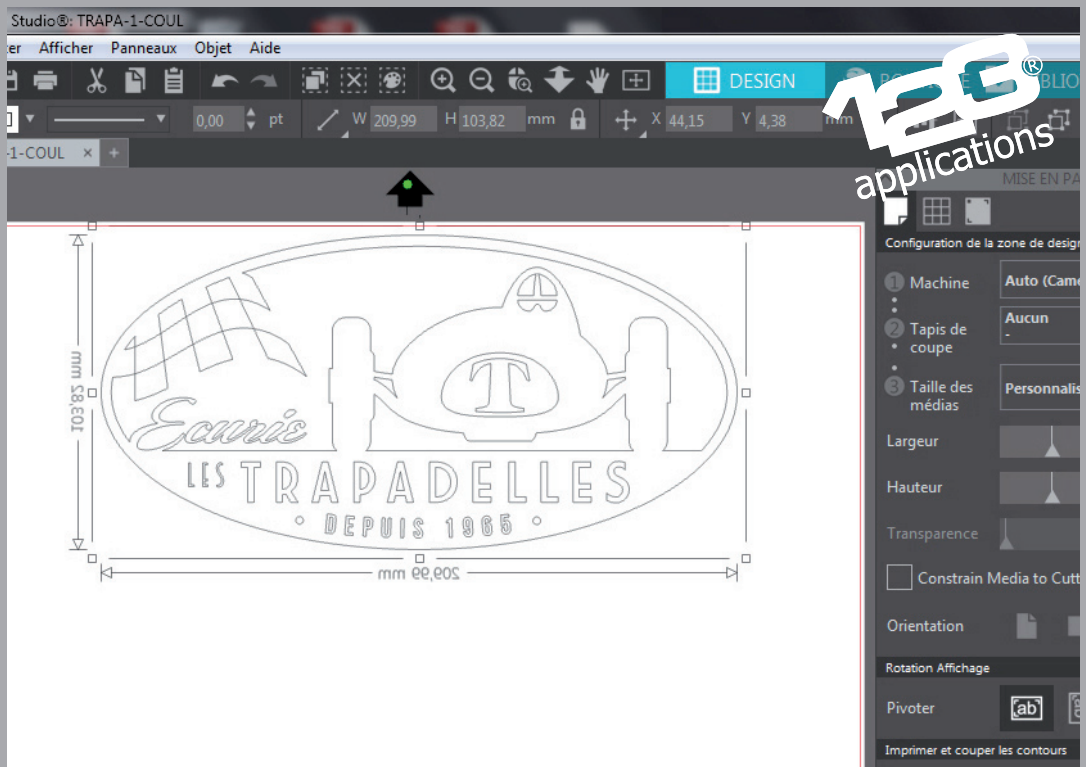 Studio®: TRAPA-1-COUL
er Afficher Panneaux Objet Aide
DESIGN
123®
applications
0,00 pt W 209,99 H 103,82 mm X 44,15 Y 4,38 mm
-1-COUL × +
MISE EN PA
Configuration de la zone de design
1 Machine Auto (Came
2 Tapis de coupe Aucun
-
3 Taille des médias Personnalis
Largeur
Hauteur
Transparence
Constrain Media to Cutt
Orientation
Rotation Affichage
Pivoter ab
Imprimer et couper les contours
103,82 mm
T
Ecurie
LES TRAPADELLES
DEPUIS 1965
209,99 mm